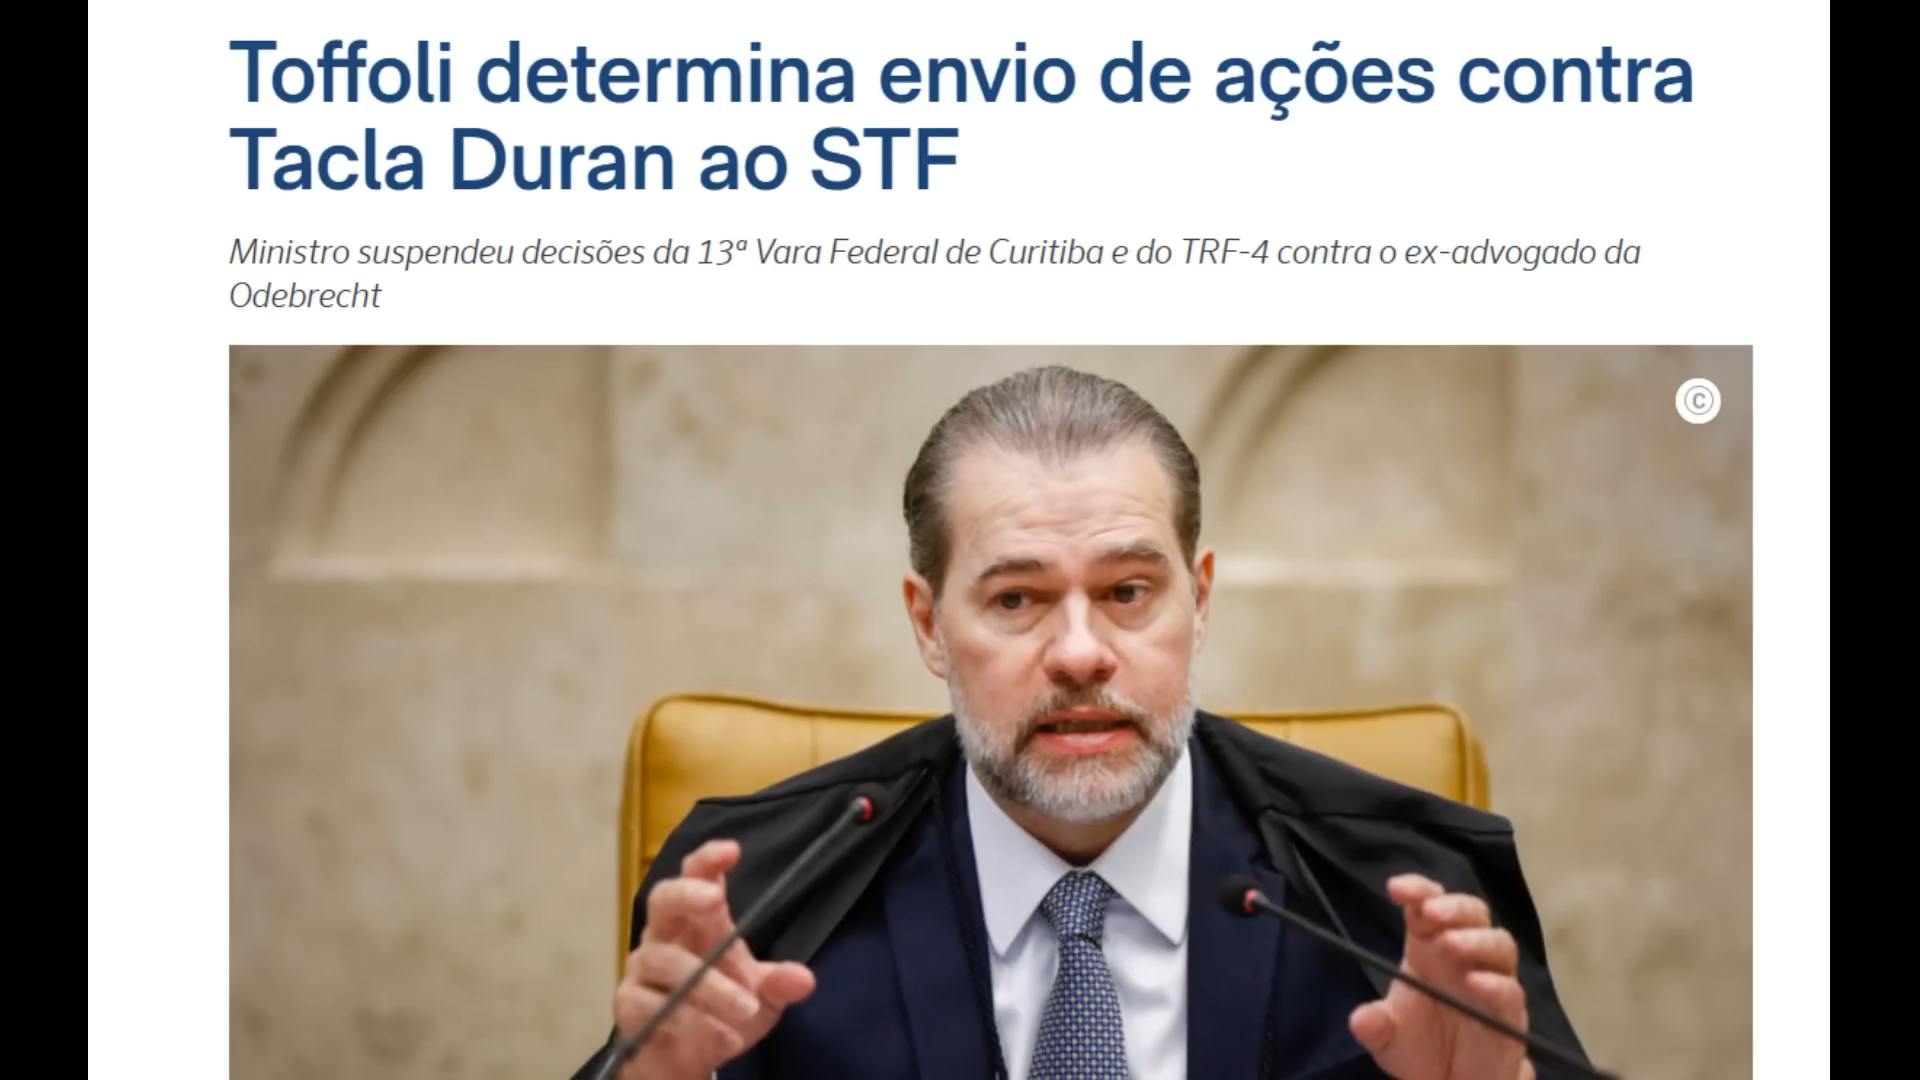 Toffoli determina envio de ações contra
Tacla Duran ao STF
Ministro suspendeu decisões da 13ª Vara Federal de Curitiba e do TRF-4 contra o ex-advogado da
Odebrecht
©